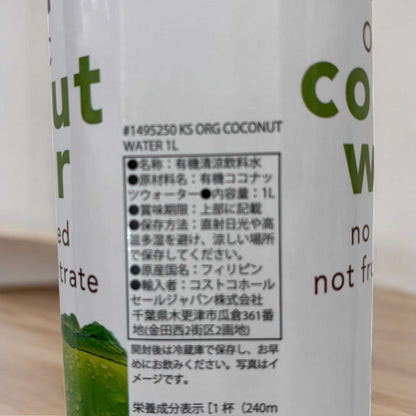 ut
r
ed
trate
#1495250 KS ORG COCONUT
WATER 1L
●名称：有機清涼飲料水
●原材料名：有機ココナッ
ツウォーター●内容量：1L
●賞味期限：上部に記載
●保存方法：直射日光や高
温多湿を避け、涼しい場所
で保存してください。
●原産国名：フィリピン
●輸入者：コストコホール
セールジャパン株式会社
千葉県木更津市瓜倉361番
地(金田西2街区2画地)
開封後は冷蔵庫で保存し、お早
めにお飲みください。写真はイ
メージです。
栄養成分表示 [1 杯（240m
co
w
no
not fr